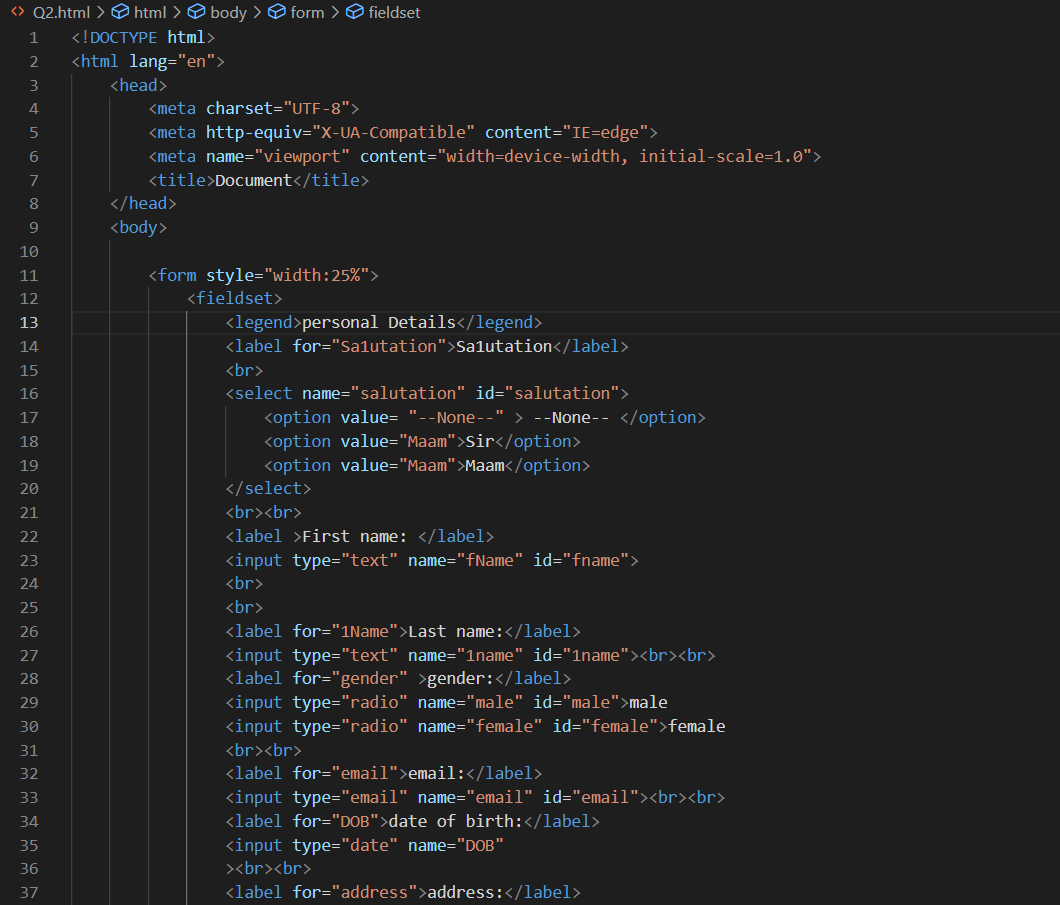 Q2.html > html > body > form > fieldset
1 <!DOCTYPE html>
2 <html lang="en">
3 <head>
4 <meta charset="UTF-8">
5 <meta http-equiv="X-UA-Compatible" content="IE=edge">
6 <meta name="viewport" content="width=device-width, initial-scale=1.0">
7 <title>Document</title>
8 </head>
9 <body>
10
11 <form style="width:25%">
12 <fieldset>
13 <legend>personal Details</legend>
14 <label for="Sa1utation">Sa1utation</label>
15 <br>
16 <select name="salutation" id="salutation">
17 <option value= "--None--" > --None-- </option>
18 <option value="Maam">Sir</option>
19 <option value="Maam">Maam</option>
20 </select>
21 <br><br>
22 <label >First name: </label>
23 <input type="text" name="fName" id="fname">
24 <br>
25 <br>
26 <label for="1Name">Last name:</label>
27 <input type="text" name="1name" id="1name"><br><br>
28 <label for="gender" >gender:</label>
29 <input type="radio" name="male" id="male">male
30 <input type="radio" name="female" id="female">female
31 <br><br>
32 <label for="email">email:</label>
33 <input type="email" name="email" id="email"><br><br>
34 <label for="DOB">date of birth:</label>
35 <input type="date" name="DOB"
36 ><br><br>
37 <label for="address">address:</label>